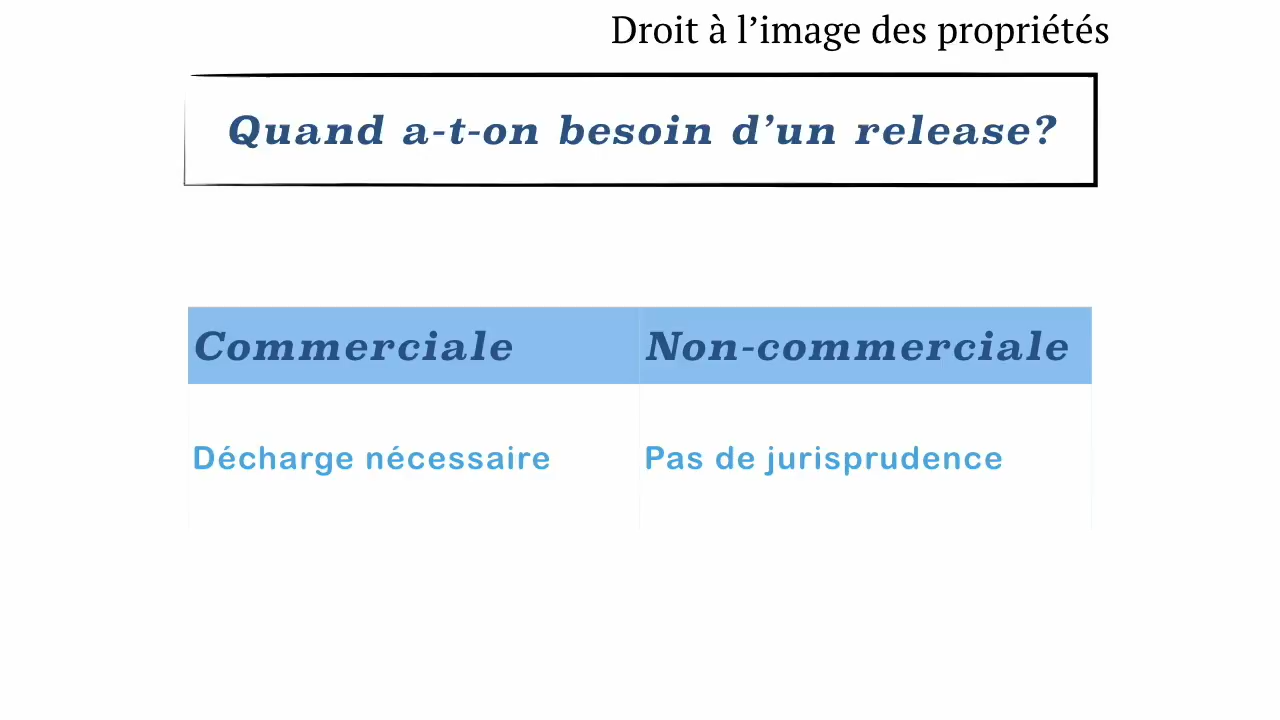 Droit à l’image des propriétés
Quand a-t-on besoin d’un release?
Commerciale
Non-commerciale
Décharge nécessaire
Pas de jurisprudence